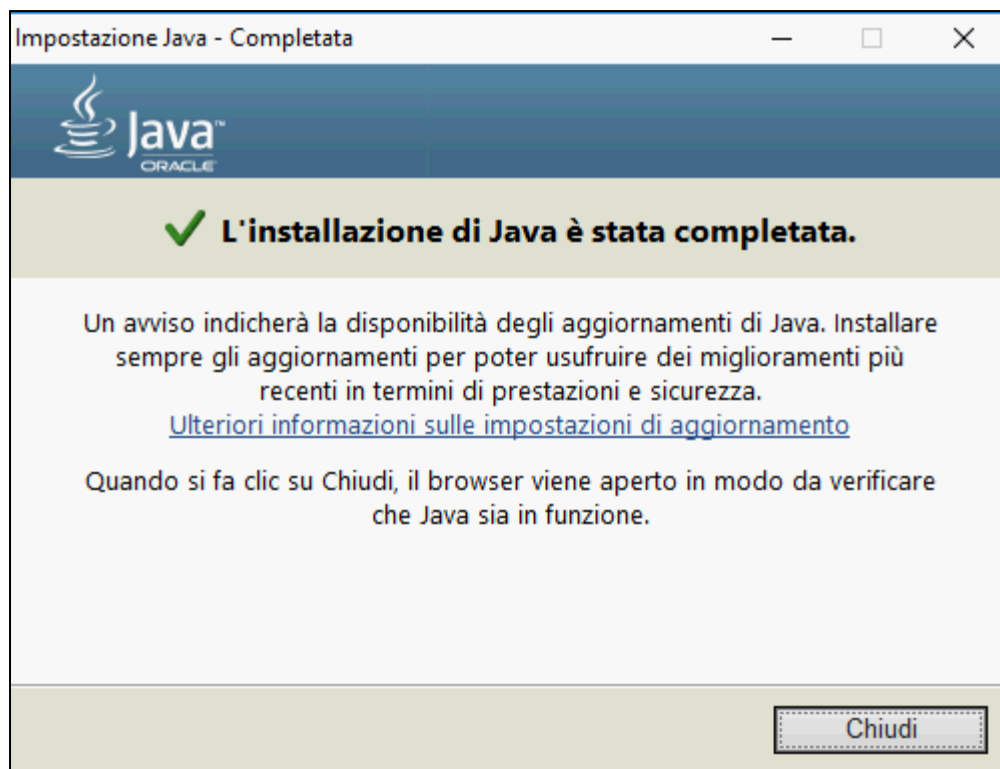 Impostazione Java - Completata
Java™
ORACLE
L'installazione di Java è stata completata.
Un avviso indicherà la disponibilità degli aggiornamenti di Java. Installare
sempre gli aggiornamenti per poter usufruire dei miglioramenti più
recenti in termini di prestazioni e sicurezza.
Ulteriori informazioni sulle impostazioni di aggiornamento
Quando si fa clic su Chiudi, il browser viene aperto in modo da verificare
che Java sia in funzione.
Chiudi